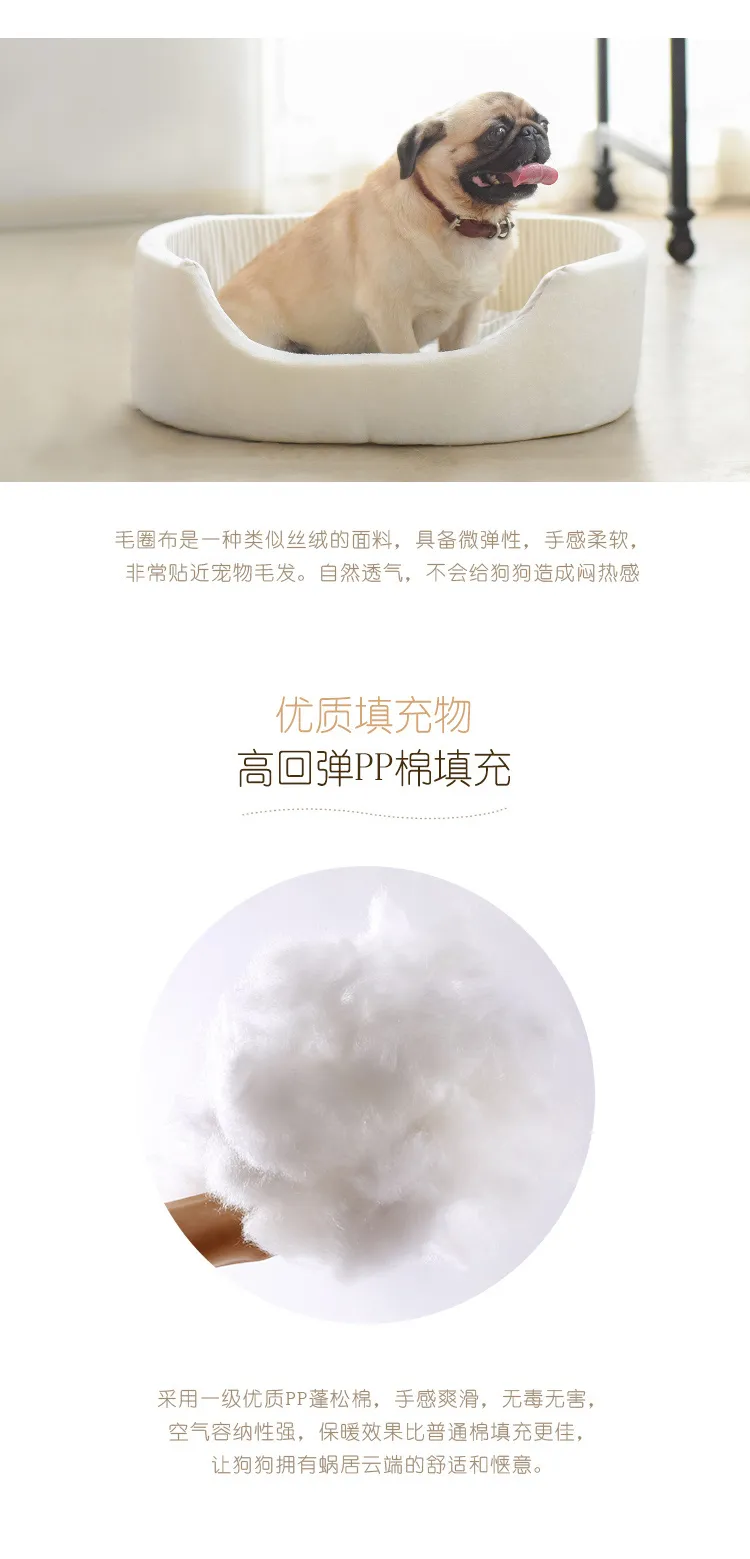 毛圈布是一种类似丝绒的面料，具备微弹性，手感柔软，
非常贴近宠物毛发。自然透气，不会给狗狗造成闷热感
优质填充物
高回弹PP棉填充
采用一级优质PP蓬松棉，手感爽滑，无毒无害，
空气容纳性强，保暖效果比普通棉填充更佳，
让狗狗拥有蜗居云端的舒适和惬意。